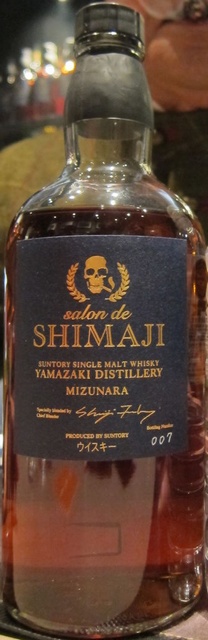 salon de
SHIMAJI
SUNTORY SINGLE MALT WHISKY
YAMAZAKI DISTILLERY
MIZUNARA
Specially blended by
Chief Blender
Bottling Number
007
PRODUCED BY SUNTORY
ウイスキー